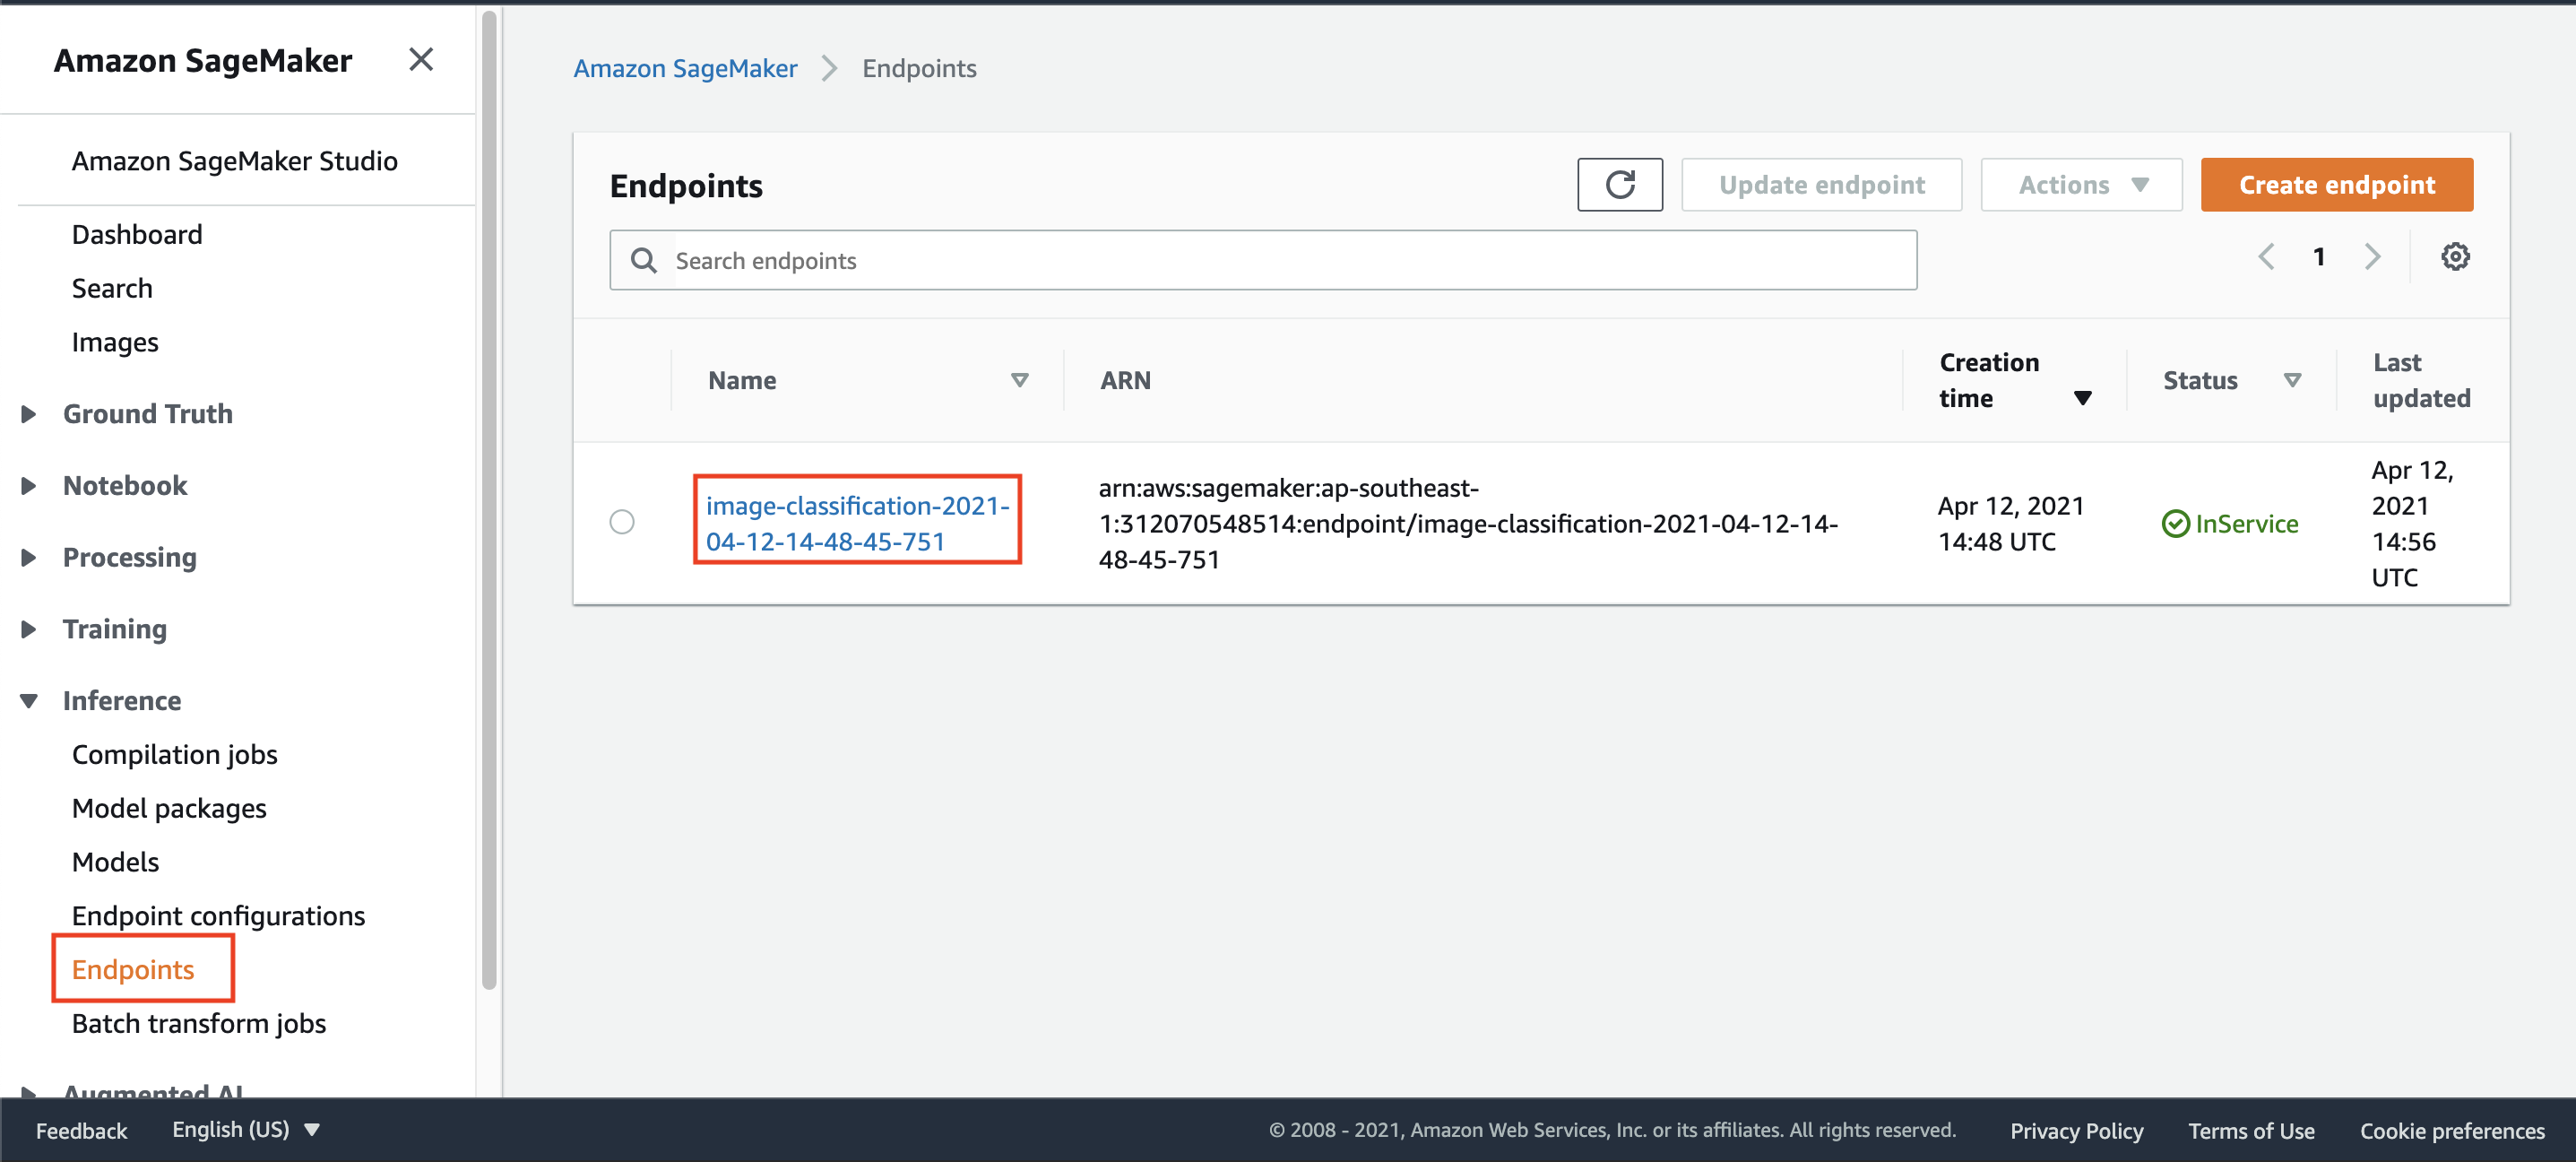 Amazon SageMaker
Amazon SageMaker Studio
Dashboard
Search
Images
Ground Truth
Notebook
Processing
Training
Inference
Compilation jobs
Model packages
Models
Endpoint configurations
Endpoints
Batch transform jobs
Augmented AI
Amazon SageMaker
Endpoints
Endpoints
Update endpoint
Actions
Create endpoint
Search endpoints
1
Name
ARN
Creation
time
Status
Last
updated
image-classification-2021-
04-12-14-48-45-751
arn:aws:sagemaker:ap-southeast-
1:312070548514:endpoint/image-classification-2021-04-12-14-
48-45-751
Apr 12, 2021
14:48 UTC
InService
Apr 12,
2021
14:56
UTC
Feedback
English (US)
© 2008 - 2021, Amazon Web Services, Inc. or its affiliates. All rights reserved.
Privacy Policy
Terms of Use
Cookie preferences